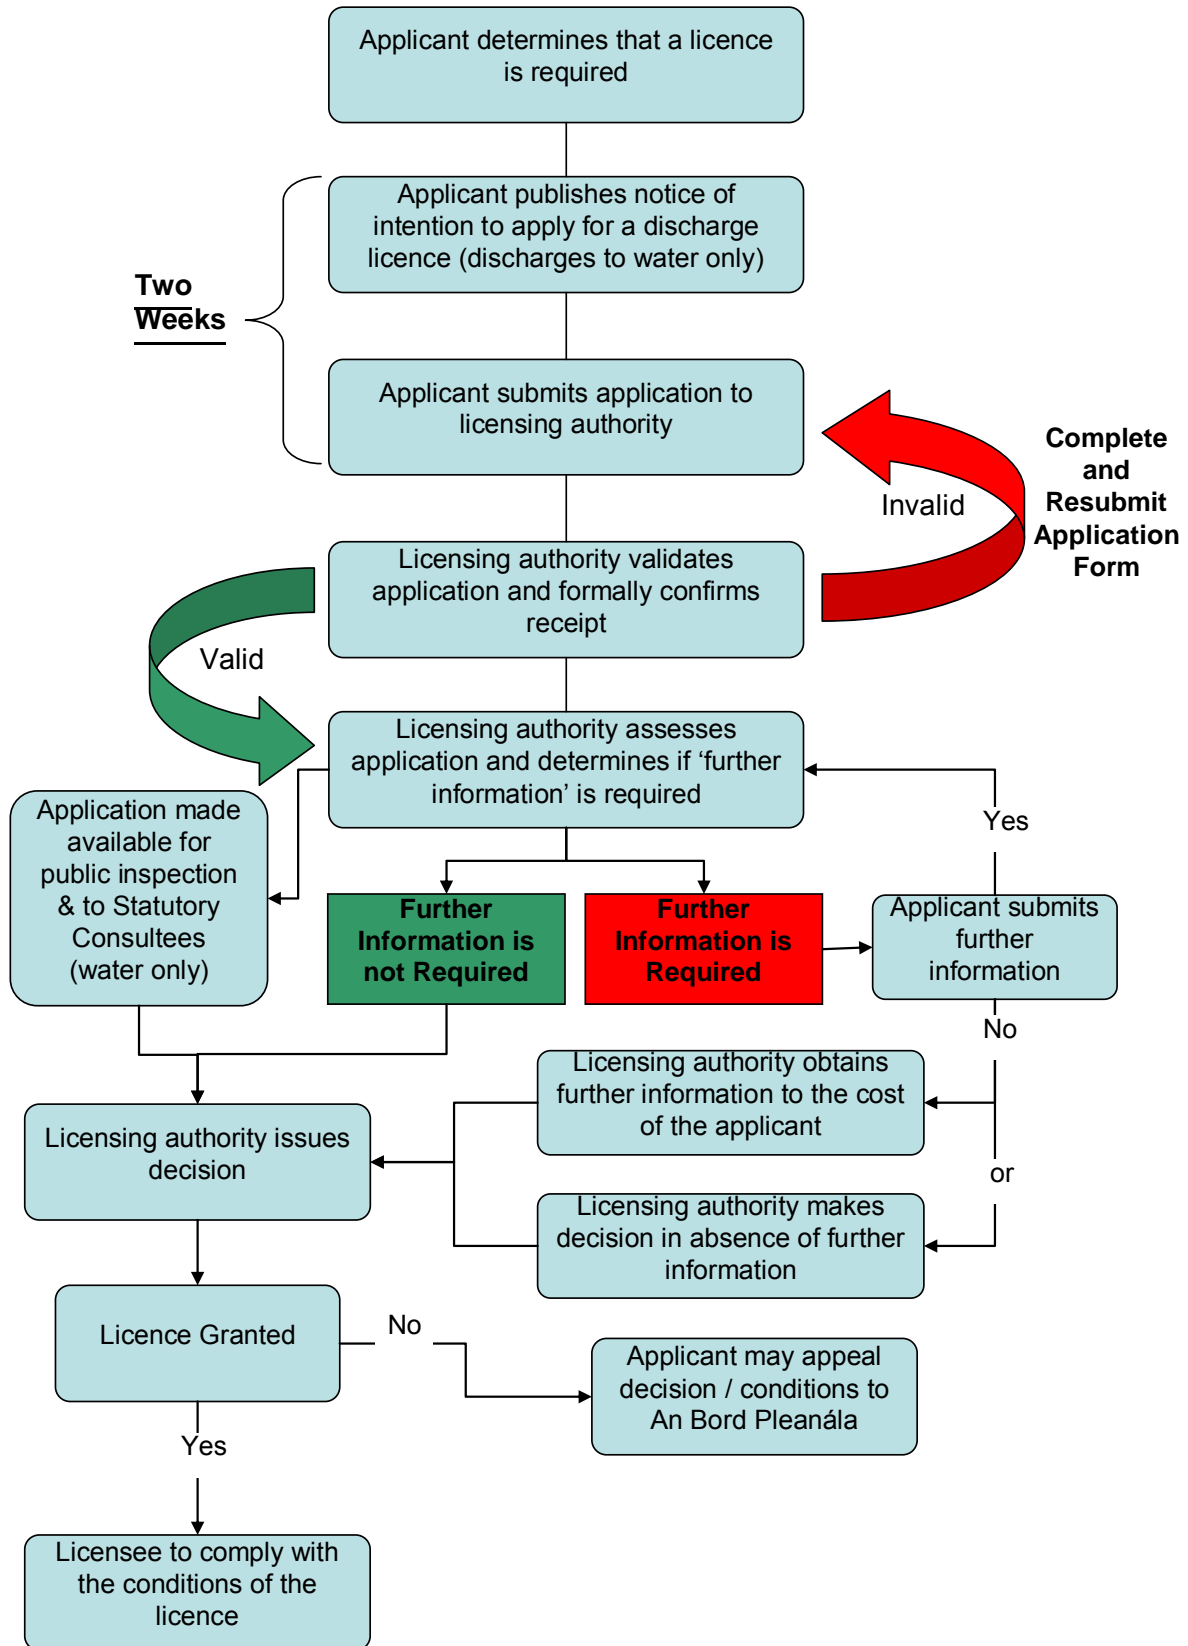 Applicant determines that a licence
is required
Applicant publishes notice of
intention to apply for a discharge
licence (discharges to water only)
Two
Weeks
Applicant submits application to
licensing authority
Complete
and
Resubmit
Application
Form
Invalid
Licensing authority validates
application and formally confirms
receipt
Valid
Licensing authority assesses
application and determines if ‘further
information’ is required
Application made
available for
public inspection
& to Statutory
Consultees
(water only)
Further
Information is
not Required
Further
Information is
Required
Yes
Applicant submits
further
information
No
Licensing authority obtains
further information to the cost
of the applicant
or
Licensing authority makes
decision in absence of further
information
Licensing authority issues
decision
Licence Granted
No
Applicant may appeal
decision / conditions to
An Bord Pleanála
Yes
Licensee to comply with
the conditions of the
licence